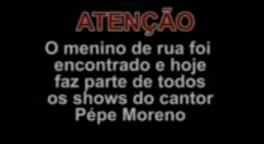 ATENÇÃO
O menino de rua foi
encontrado e hoje
faz parte de todos
os shows do cantor
Pépe Moreno